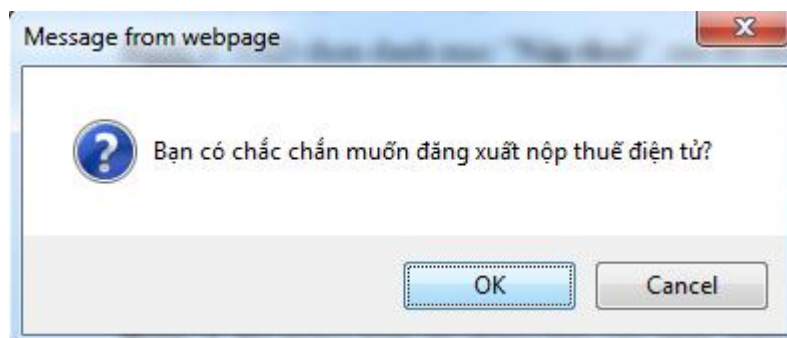 Message from webpage
Bạn có chắc chắn muốn đăng xuất nộp thuế điện tử?
OK
Cancel